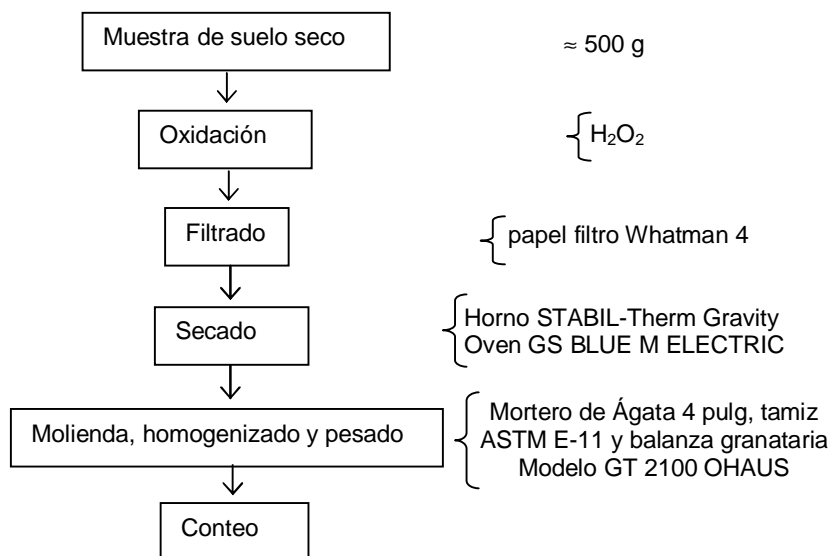 Muestra de suelo seco
≈ 500 g
Oxidación
H₂O₂
Filtrado
papel filtro Whatman 4
Secado
Horno STABIL-Therm Gravity
Oven GS BLUE M ELECTRIC
Molienda, homogenizado y pesado
Mortero de Ágata 4 pulg, tamiz
ASTM E-11 y balanza granataria
Modelo GT 2100 OHAUS
Conteo